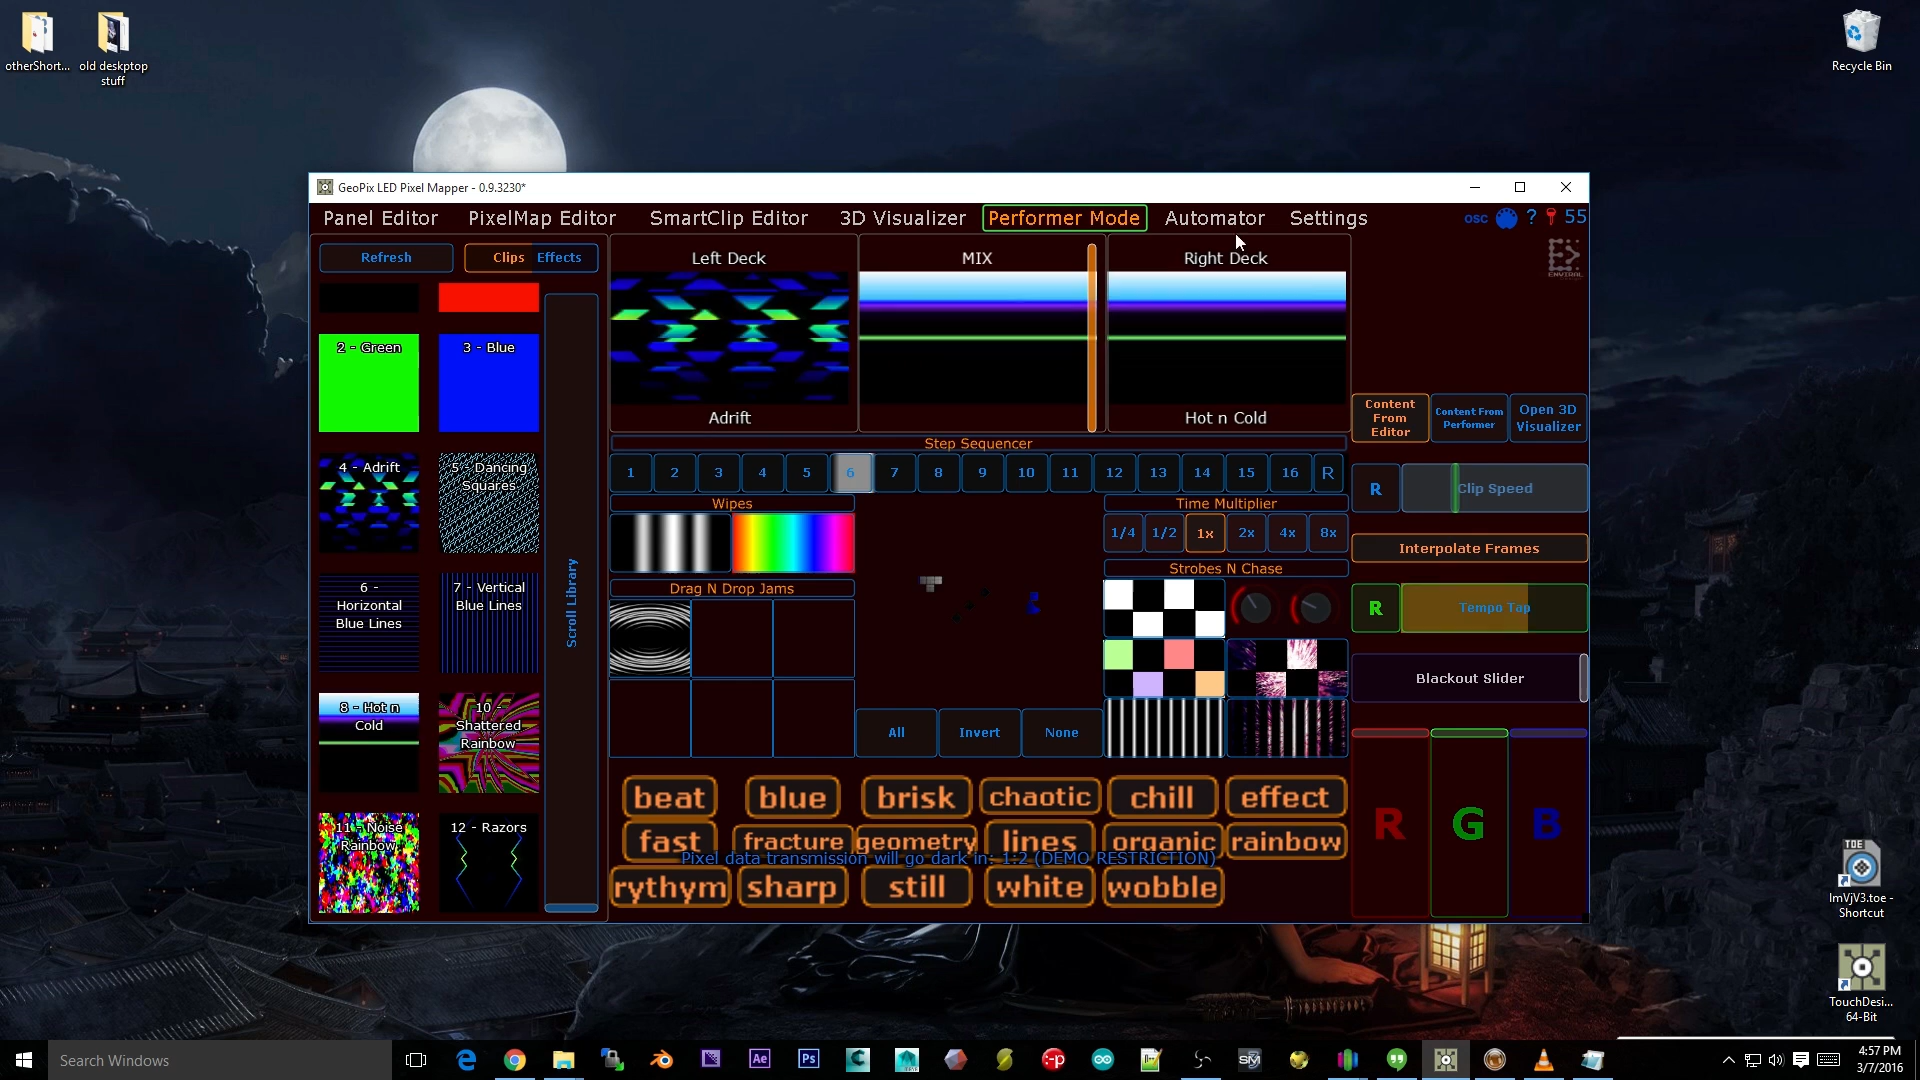 otherShort...
old deskptop
stuff
Recycle Bin
GeoPix LED Pixel Mapper - 0.9.3230*
Panel Editor PixelMap Editor SmartClip Editor 3D Visualizer Performer Mode Automator Settings osc ? 55
Refresh Clips Effects
ENVIRAL
Left Deck MIX Right Deck
Adrift Hot n Cold
2 - Green 3 - Blue
4 - Adrift 5 - Dancing
Squares
6 -
Horizontal
Blue Lines
7 - Vertical
Blue Lines
8 - Hot n
Cold
10 -
Shattered
Rainbow
11 - Noise
Rainbow
12 - Razors
Scroll Library
Step Sequencer
1 2 3 4 5 6 7 8 9 10 11 12 13 14 15 16 R
Wipes
Time Multiplier
1/4 1/2 1x 2x 4x 8x
Drag N Drop Jams
Strobes N Chase
All Invert None
beat blue brisk chaotic chill effect
fast fracture geometry lines organic rainbow
Pixel data transmission will go dark in: 1:2 (DEMO RESTRICTION)
rythym sharp still white wobble
Content
From
Editor
Content From
Performer
Open 3D
Visualizer
R Clip Speed
Interpolate Frames
R Tempo Tap
Blackout Slider
R G B
TOE
ImVjV3.toe -
Shortcut
TouchDesi...
64-Bit
Search Windows
Ae
Ps
:-p
SM
4:57 PM
3/7/2016